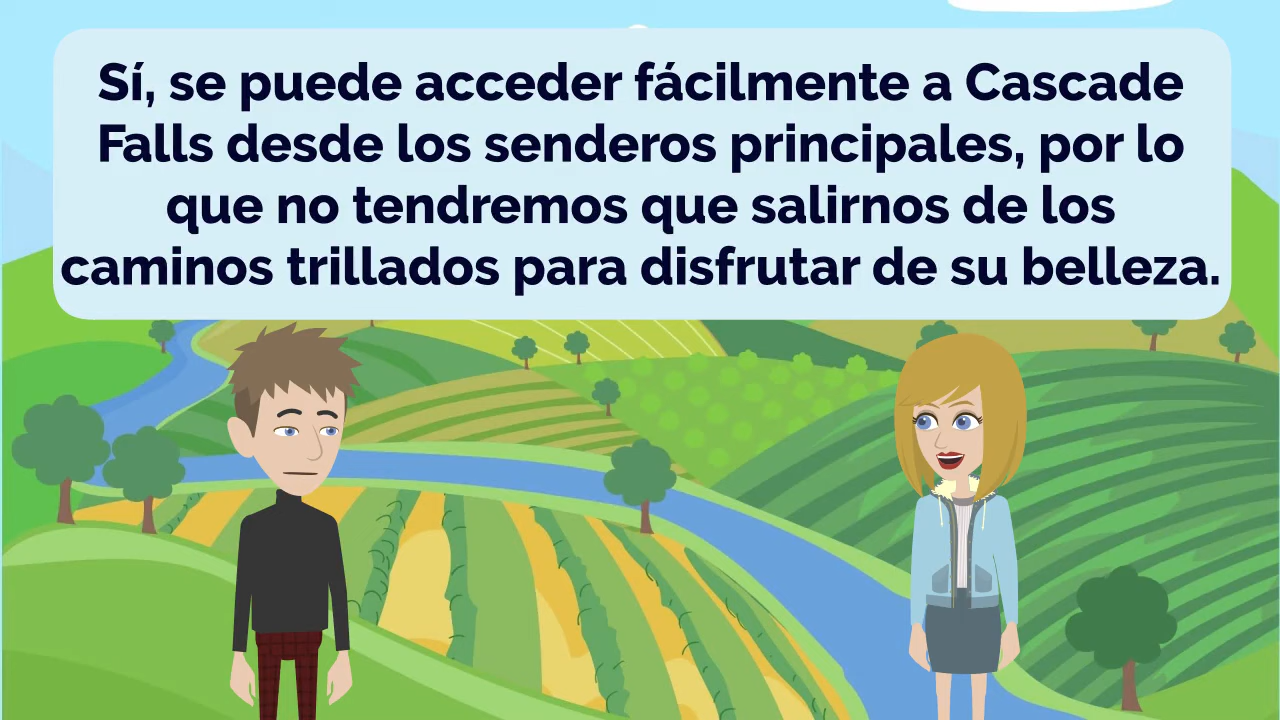 Sí, se puede acceder fácilmente a Cascade
Falls desde los senderos principales, por lo
que no tendremos que salirnos de los
caminos trillados para disfrutar de su belleza.